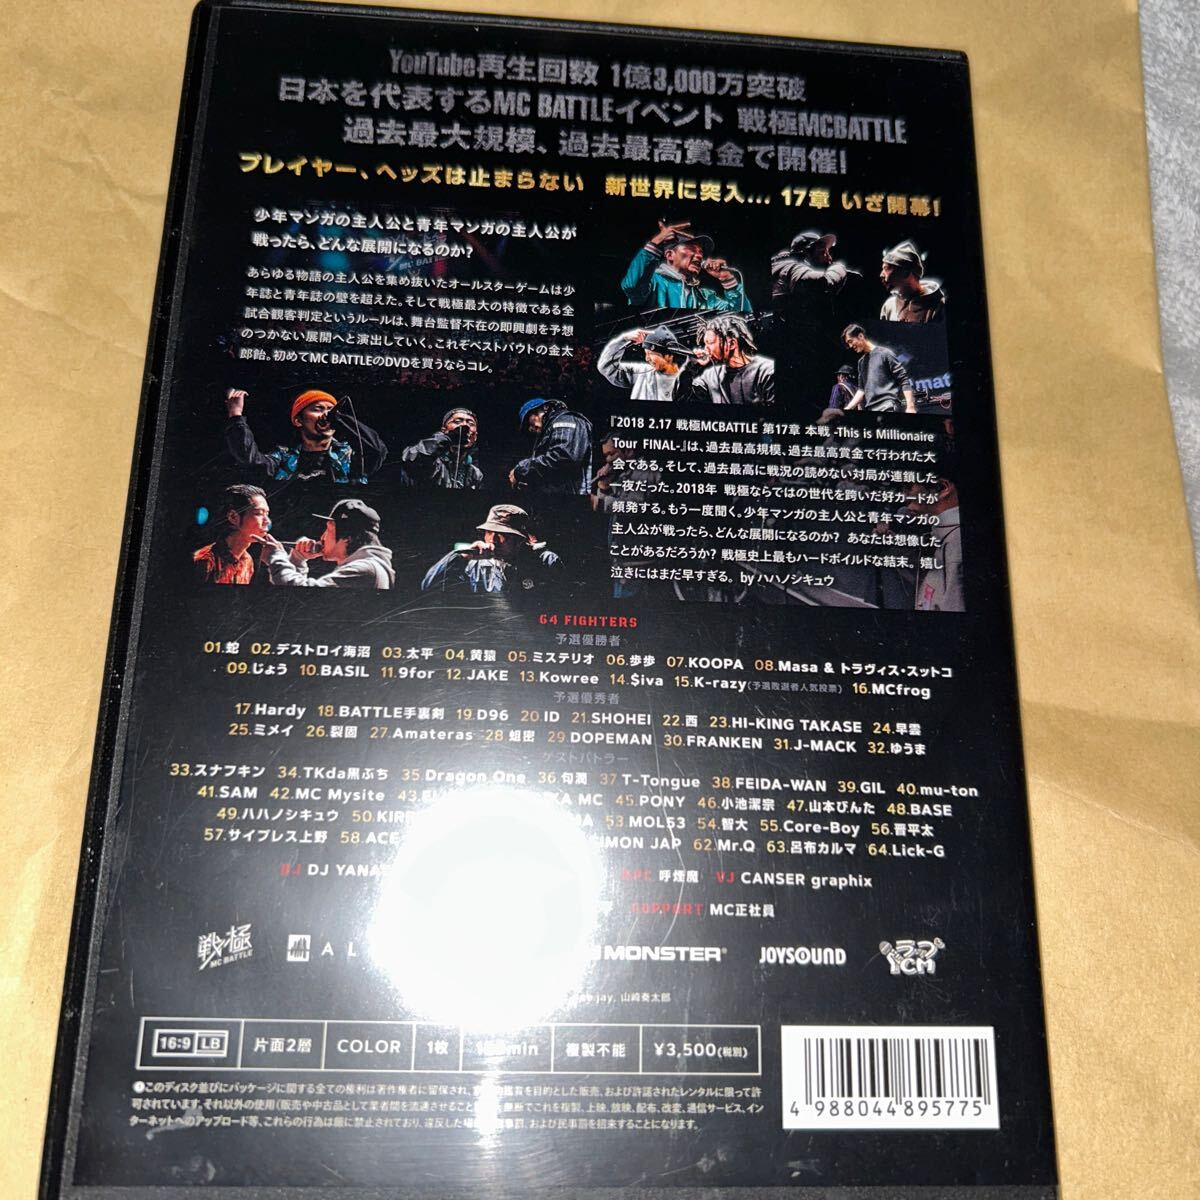 YouTube再生回数 1億3,000万突破
日本を代表するMC BATTLEイベント 戦極MCBATTLE
過去最大規模、過去最高賞金で開催!
プレイヤー、ヘッズは止まらない 新世界に突入... 17章 いざ開幕!
少年マンガの主人公と青年マンガの主人公が
戦ったら、どんな展開になるのか?
あらゆる物語の主人公を集め抜いたオールスターゲームは少
年誌と青年誌の壁を超えた。そして戦極最大の特徴である全
試合観客判定というルールは、舞台監督不在の即興劇を予想
のつかない展開へと演出していく。これぞベストバウトの金太
郎飴。初めてMC BATTLEのDVDを買うならコレ。
『2018 2.17 戦極MCBATTLE 第17章 本戦 -This is Millionaire
Tour FINAL-』は、過去最高規模、過去最高賞金で行われた大
会である。そして、過去最高に戦況の読めない対局が連鎖した
一夜だった。2018年 戦極ならではの世代を跨いだ好カードが
頻発する。もう一度聞く。少年マンガの主人公と青年マンガの
主人公が戦ったら、どんな展開になるのか? あなたは想像した
ことがあるだろうか? 戦極史上最もハードボイルドな結末。嬉し
泣きにはまだ早すぎる。 by ハハノシキュウ
64 FIGHTERS
予選優勝者
01.蛇 02.デストロイ海沼 03.太平 04.黄猿 05.ミステリオ 06.歩歩 07.KOOPA 08.Masa & トラヴィス・スットコ
09.じょう 10.BASIL 11.9for 12.JAKE 13.Kowree 14.$iva 15.K-razy(予選敗退者人気投票) 16.MCfrog
予選優秀者
17.Hardy 18.BATTLE手裏剣 19.D96 20 ID 21.SHOHEI 22.西 23.HI-KING TAKASE 24.早雲
25.ミメイ 26.裂固 27.Amateras 28 蛆密 29 DOPEMAN 30.FRANKEN 31.J-MACK 32.ゆうま
ゲストバトラー
33.スナフキン 34.TKda黒ぶち 35.Dragon One 36.句潤 37 T-Tongue 38.FEIDA-WAN 39.GIL 40.mu-ton
41.SAM 42.MC Mysite 43 MC 45 PONY 46.小池潔宗 47.山本ぴんた 48.BASE
49.ハハノシキュウ 50. 53 MOL53 54.智大 55.Core-Boy 56.晋平太
57.サイプレス上野 58 JAP 62 Mr.Q 63.呂布カルマ 64.Lick-G
DJ DJ 呼煙魔 VJ CANSER graphix
SUPPORT MC正社員
戦極 MC BATTLE MONSTER JOYSOUND
山﨑奏太郎
16:9 LB 片面2層 COLOR 1枚 複製不能 ¥3,500(税別)
4 988044 895775